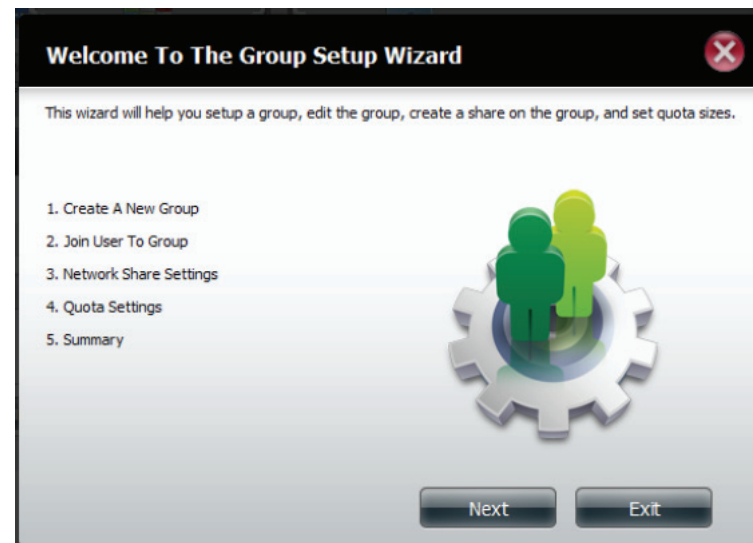 Welcome To The Group Setup Wizard
This wizard will help you setup a group, edit the group, create a share on the group, and set quota sizes.
1. Create A New Group
2. Join User To Group
3. Network Share Settings
4. Quota Settings
5. Summary
Next
Exit